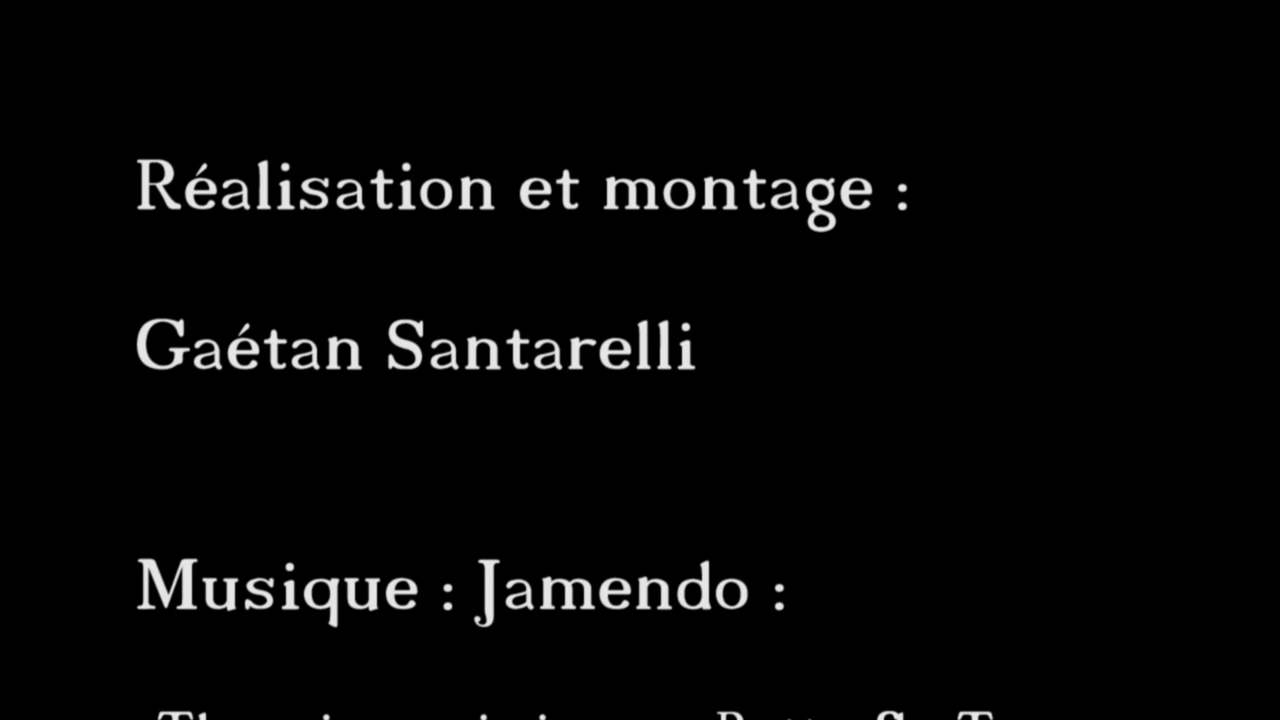 Réalisation et montage :
Gaétan Santarelli
Musique : Jamendo :